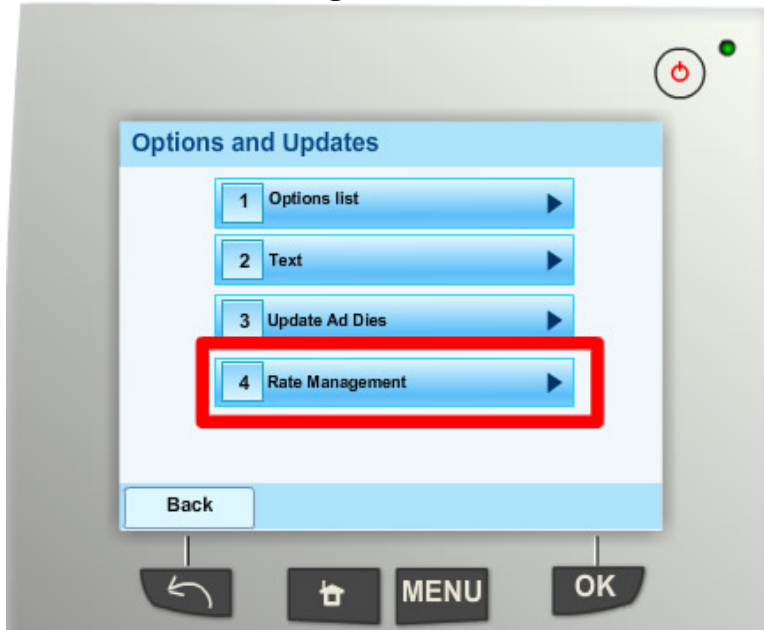 Options and Updates
1 Options list
2 Text
3 Update Ad Dies
4 Rate Management
Back
MENU
OK